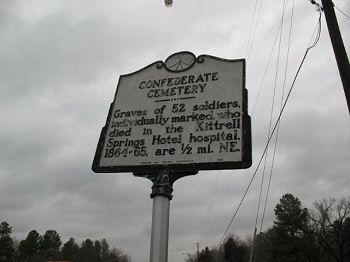 CONFEDERATE
CEMETERY
Graves of 52 soldiers,
individually marked, who
died in the Kittrell
Springs Hotel hospital,
1864-65, are ½ mi. NE.